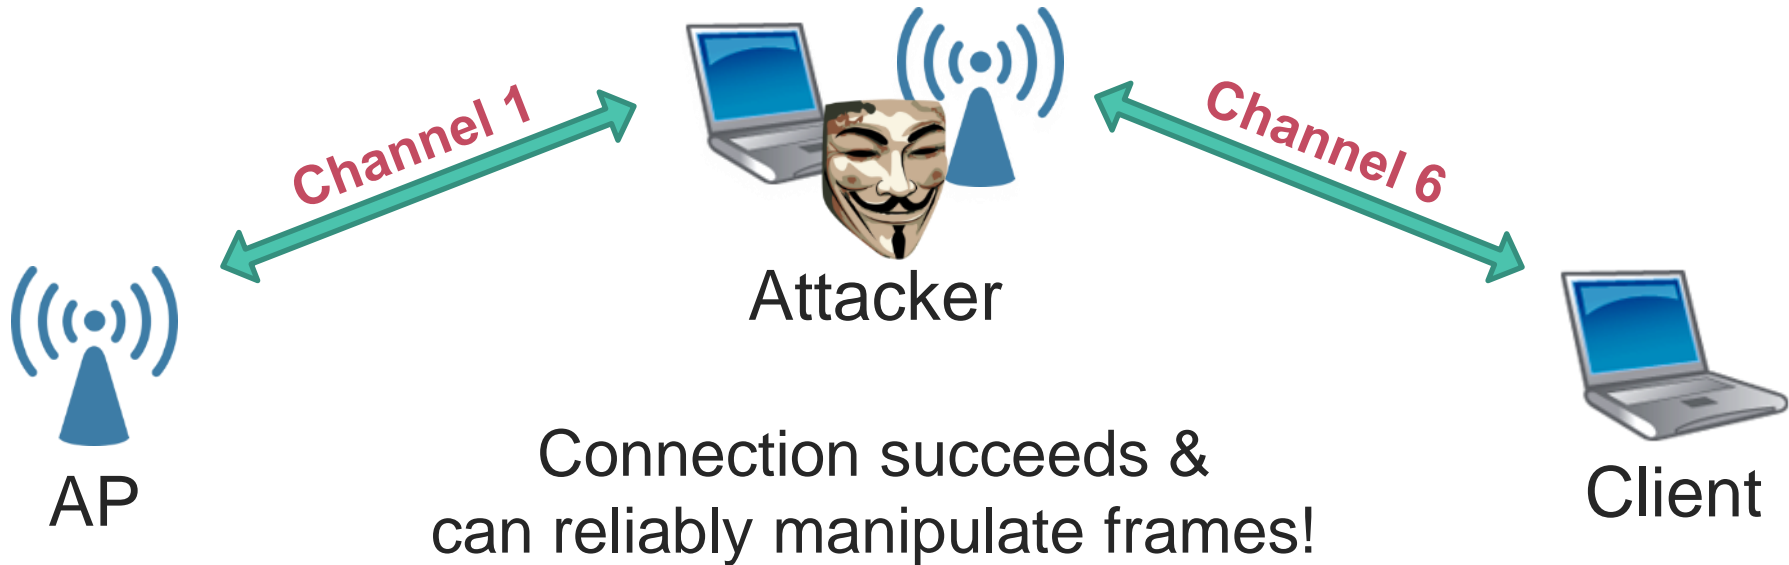 Channel 1
Channel 6
Attacker
AP
Client
Connection succeeds &
can reliably manipulate frames!